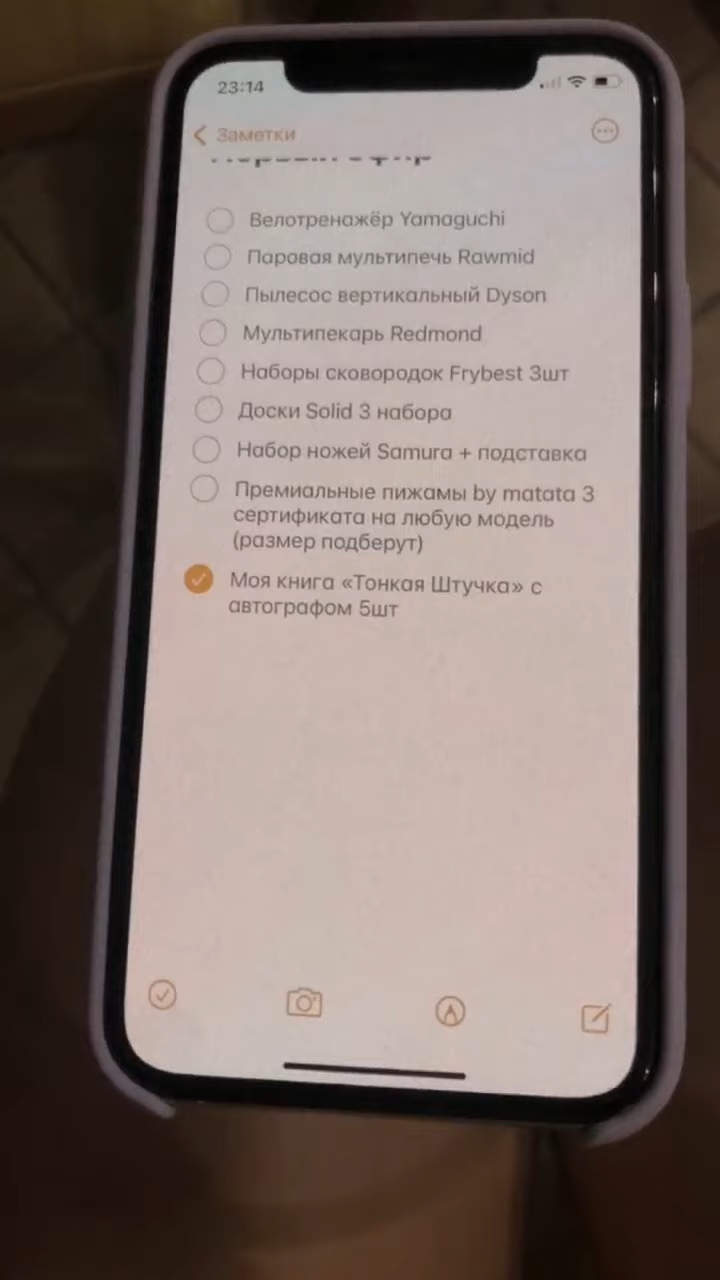 23:14
Заметки
Велотренажёр Yamaguchi
Паровая мультипечь Rawmid
Пылесос вертикальный Dyson
Мультипекарь Redmond
Наборы сковородок Frybest 3шт
Доски Solid 3 набора
Набор ножей Samura + подставка
Премиальные пижамы by matata 3
сертификата на любую модель
(размер подберут)
Моя книга «Тонкая Штучка» с
автографом 5шт